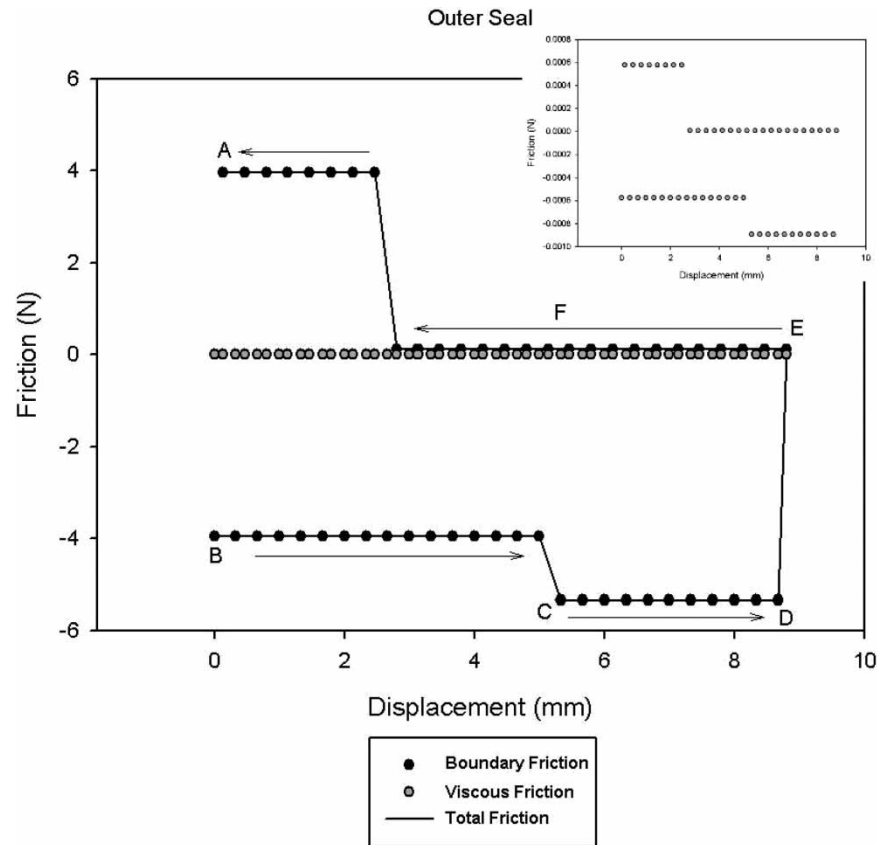 Outer Seal
Friction (N)
6
4
2
0
-2
-4
-6
0 2 4 6 8 10
Displacement (mm)
A
F
E
B
C
D
Friction (N)
0.0008
0.0006
0.0004
0.0002
0.0000
-0.0002
-0.0004
-0.0006
-0.0008
-0.0010
0 2 4 6 8 10
Displacement (mm)
Boundary Friction
Viscous Friction
Total Friction